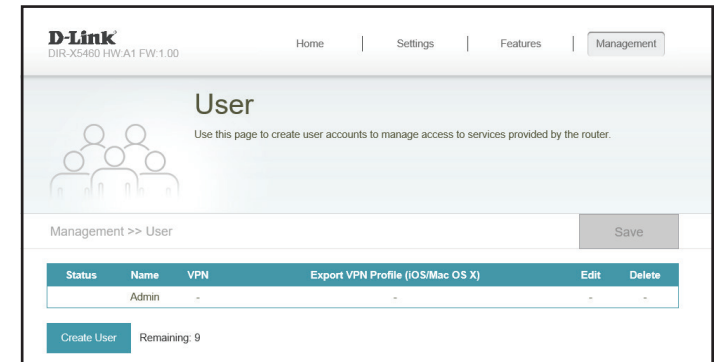 D-Link
DIR-X5460 HW:A1 FW:1.00
Home | Settings | Features | Management
User
Use this page to create user accounts to manage access to services provided by the router.
Management >> User
Save
Status Name VPN Export VPN Profile (iOS/Mac OS X) Edit Delete
Admin - - - -
Create User Remaining: 9